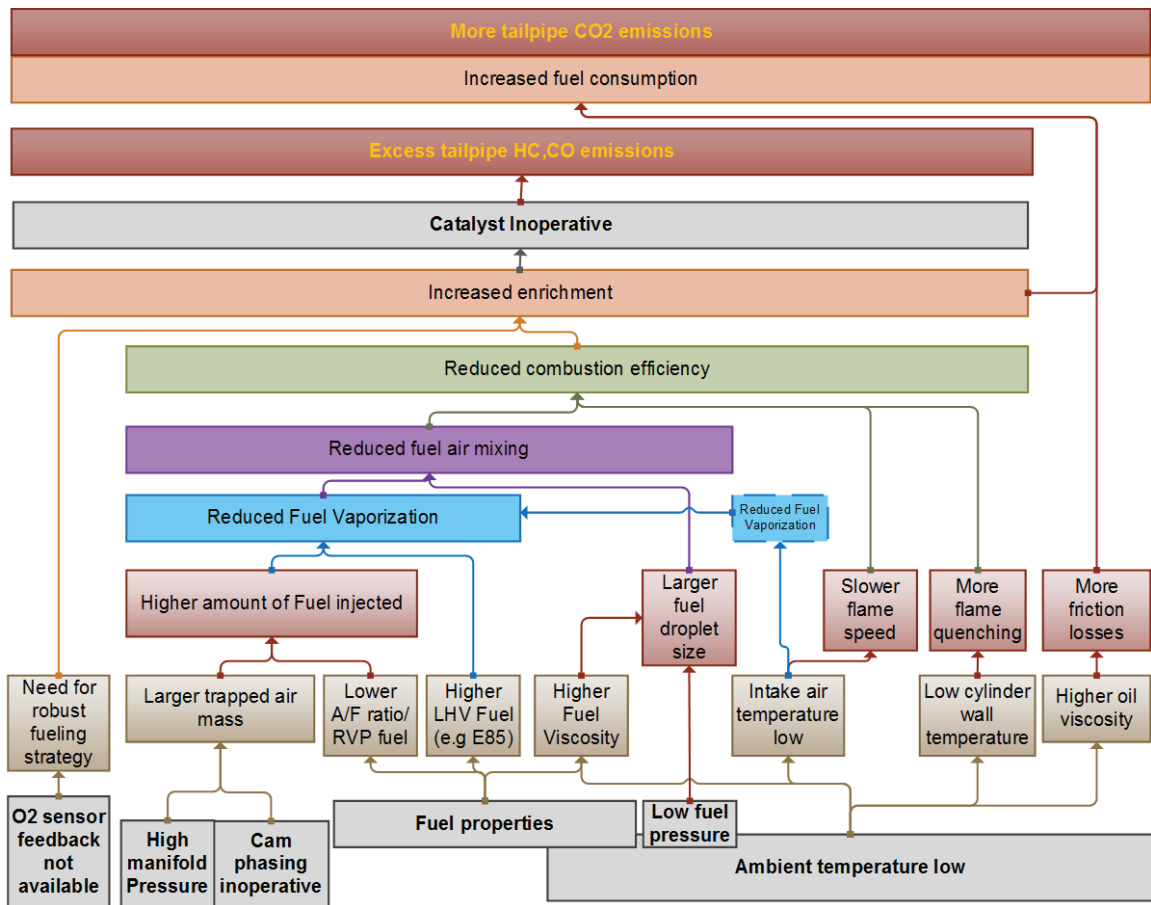 More tailpipe CO2 emissions
Increased fuel consumption
Excess tailpipe HC,CO emissions
Catalyst Inoperative
Increased enrichment
Reduced combustion efficiency
Reduced fuel air mixing
Reduced Fuel Vaporization
Reduced Fuel
Vaporization
Higher amount of Fuel injected
Larger
fuel
droplet
size
Slower
flame
speed
More
flame
quenching
More
friction
losses
Need for
robust
fueling
strategy
Larger trapped air
mass
Lower
A/F ratio/
RVP fuel
Higher
LHV Fuel
(e.g E85)
Higher
Fuel
Viscosity
Intake air
temperature
low
Low cylinder
wall
temperature
Higher oil
viscosity
O2 sensor
feedback
not
available
High
manifold
Pressure
Cam
phasing
inoperative
Fuel properties
Low fuel
pressure
Ambient temperature low